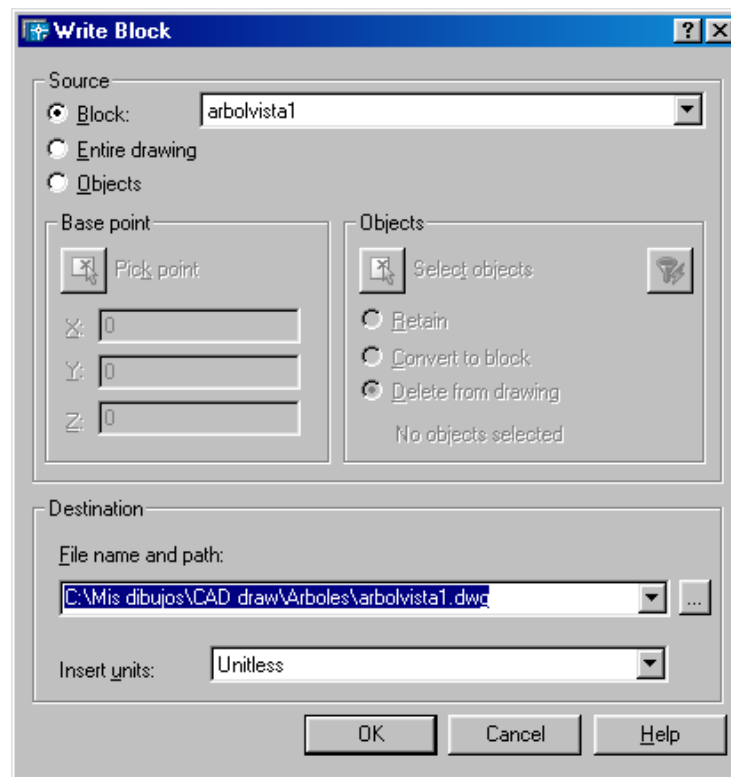 Write Block
Source
Block: arbolvista1
Entire drawing
Objects
Base point
Pick point
X: 0
Y: 0
Z: 0
Objects
Select objects
Retain
Convert to block
Delete from drawing
No objects selected
Destination
File name and path:
C:\Mis dibujos\CAD draw\Arboles\arbolvista1.dwg
...
Insert units: Unitless
OK Cancel Help